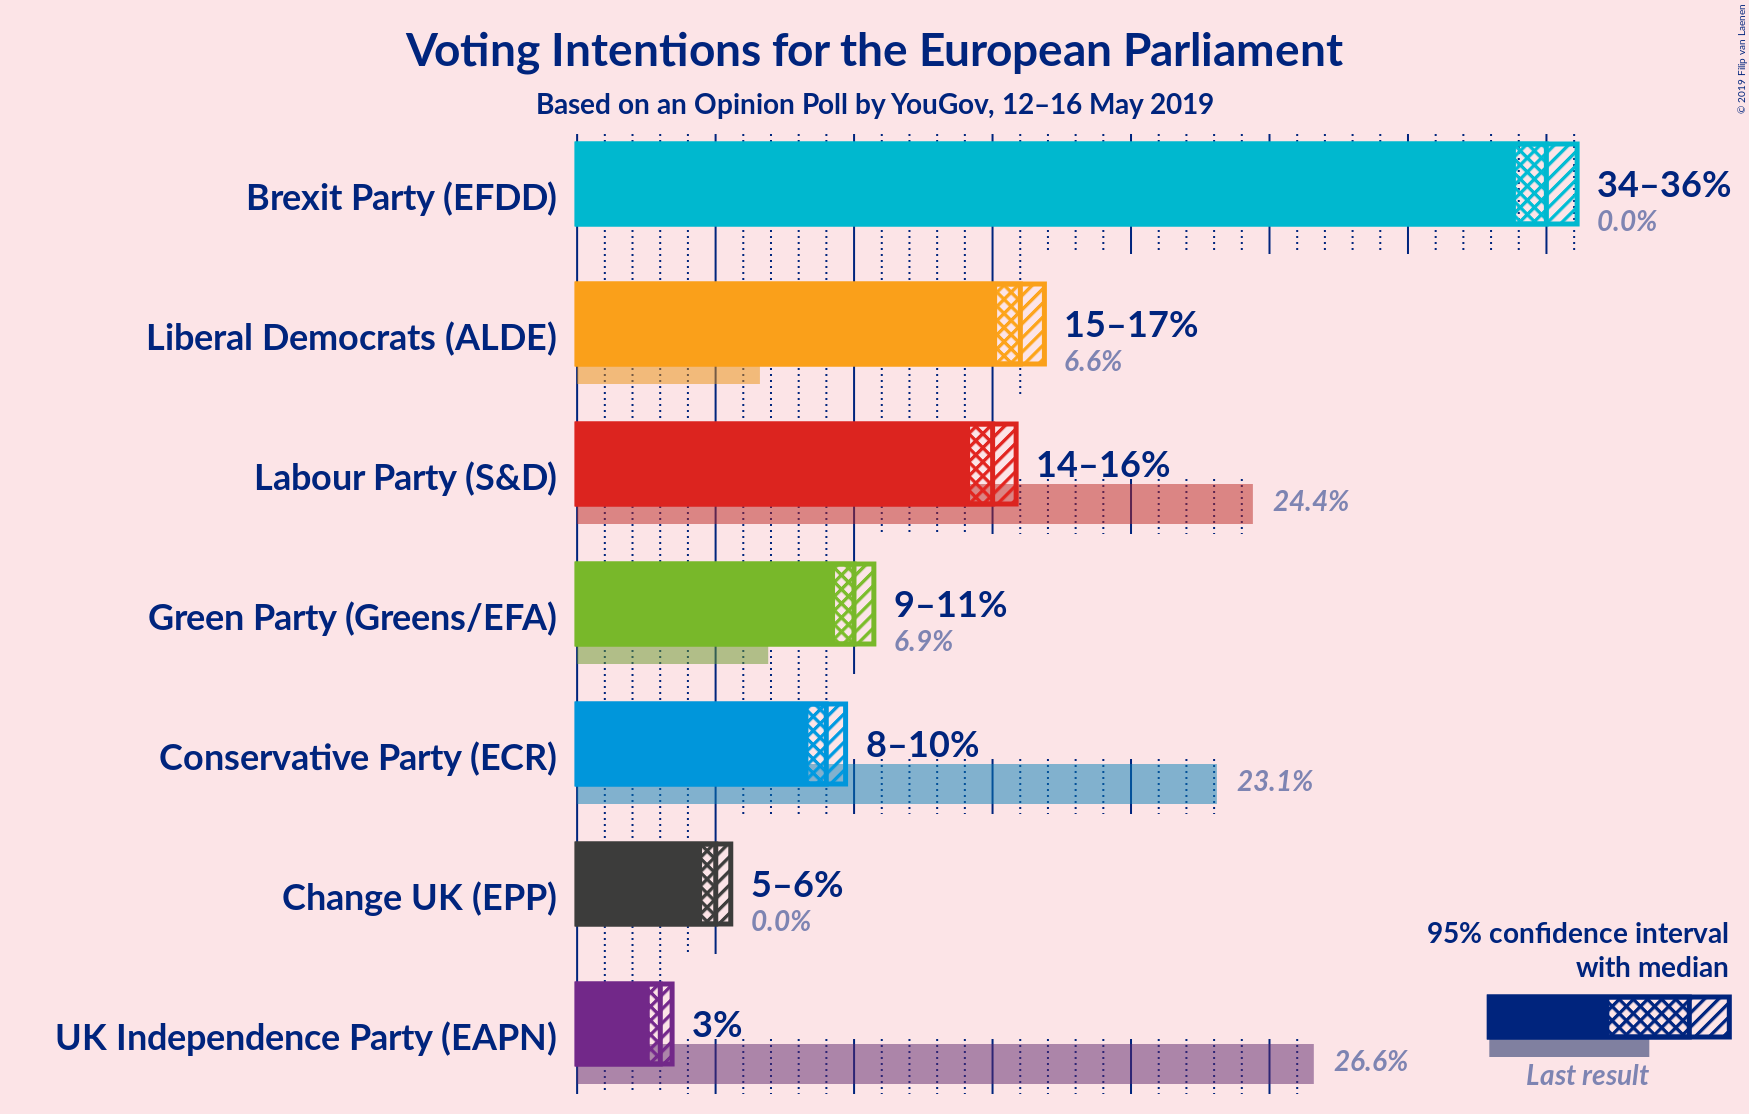 Voting Intentions for the European Parliament
Based on an Opinion Poll by YouGov, 12–16 May 2019
© 2019 Filip van Laenen
Brexit Party (EFDD)
34–36%
0.0%
Liberal Democrats (ALDE)
15–17%
6.6%
Labour Party (S&D)
14–16%
24.4%
Green Party (Greens/EFA)
9–11%
6.9%
Conservative Party (ECR)
8–10%
23.1%
Change UK (EPP)
5–6%
0.0%
UK Independence Party (EAPN)
3%
26.6%
95% confidence interval
with median
Last result